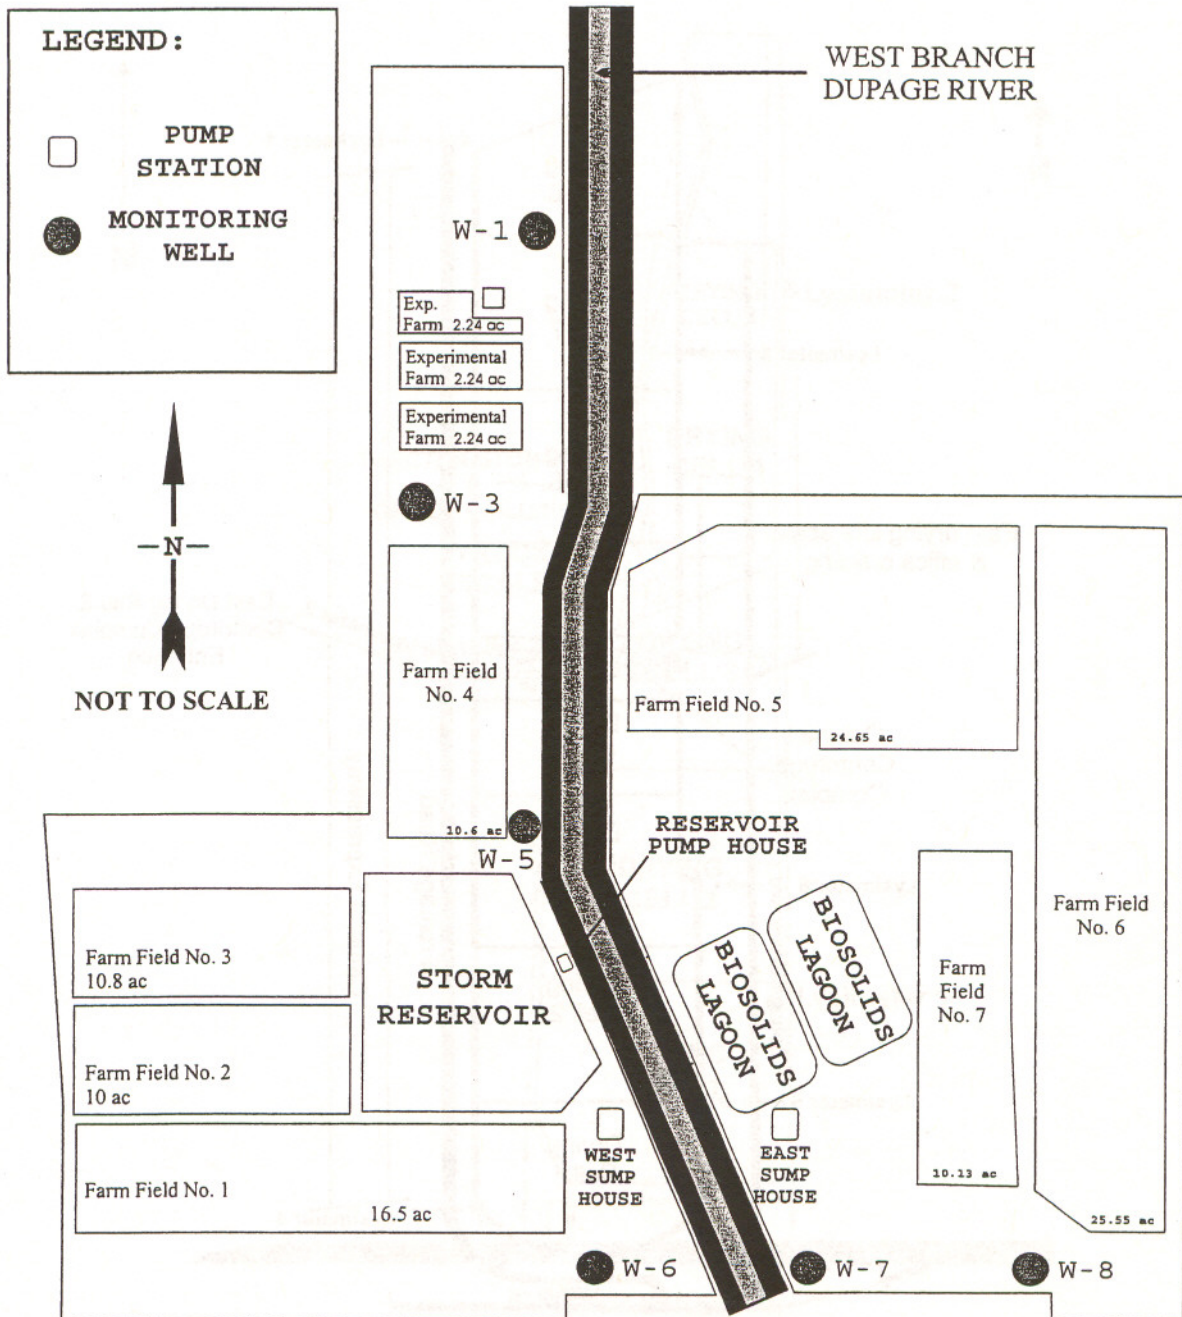 LEGEND:
PUMP
STATION
MONITORING
WELL
WEST BRANCH
DUPAGE RIVER
W-1
Exp.
Farm 2.24 ac
Experimental
Farm 2.24 ac
Experimental
Farm 2.24 ac
W-3
N
NOT TO SCALE
Farm Field
No. 4
10.6 ac
W-5
Farm Field No. 5
24.65 ac
RESERVOIR
PUMP HOUSE
Farm Field
No. 6
25.55 ac
Farm
Field
No. 7
10.13 ac
BIOSOLIDS
LAGOON
BIOSOLIDS
LAGOON
Farm Field No. 3
10.8 ac
STORM
RESERVOIR
Farm Field No. 2
10 ac
Farm Field No. 1
16.5 ac
WEST
SUMP
HOUSE
EAST
SUMP
HOUSE
W-6
W-7
W-8